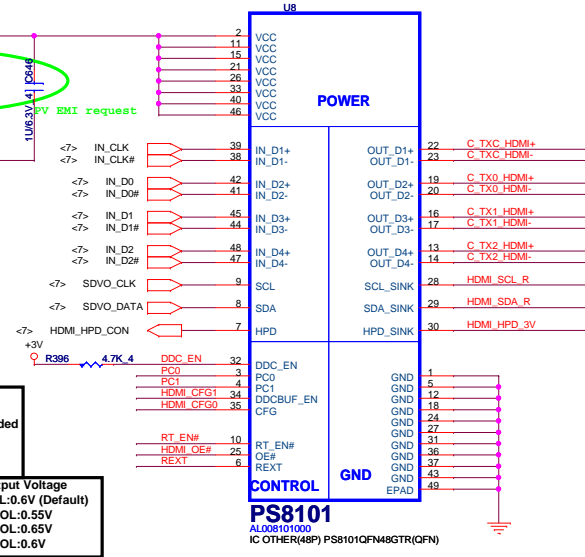 U8
2 VCC
11 VCC
15 VCC
21 VCC
26 VCC
33 VCC
40 VCC
46 VCC
POWER
C646
1U/6.3V_4
PV EMI request
<7> IN_CLK 39 IN_D1+ OUT_D1+ 22 C_TXC_HDMI+
<7> IN_CLK# 38 IN_D1- OUT_D1- 23 C_TXC_HDMI-
<7> IN_D0 42 IN_D2+ OUT_D2+ 19 C_TX0_HDMI+
<7> IN_D0# 41 IN_D2- OUT_D2- 20 C_TX0_HDMI-
<7> IN_D1 45 IN_D3+ OUT_D3+ 16 C_TX1_HDMI+
<7> IN_D1# 44 IN_D3- OUT_D3- 17 C_TX1_HDMI-
<7> IN_D2 48 IN_D4+ OUT_D4+ 13 C_TX2_HDMI+
<7> IN_D2# 47 IN_D4- OUT_D4- 14 C_TX2_HDMI-
<7> SDVO_CLK 9 SCL SCL_SINK 28 HDMI_SCL_R
<7> SDVO_DATA 8 SDA SDA_SINK 29 HDMI_SDA_R
<7> HDMI_HPD_CON 7 HPD HPD_SINK 30 HDMI_HPD_3V
+3V
R396 4.7K_4 DDC_EN 32 DDC_EN
PC0 3 PC0
PC1 4 PC1
HDMI_CFG1 34 DDCBUF_EN
HDMI_CFG0 35 CFG
RT_EN# 10 RT_EN#
HDMI_OE# 25 OE#
REXT 6 REXT
GND 1
GND 5
GND 12
GND 18
GND 24
GND 27
GND 31
GND 36
GND 37
GND 43
EPAD 49
CONTROL
GND
PS8101
AL008101000
IC OTHER(48P) PS8101QFN48GTR(QFN)
ded
put Voltage
L:0.6V (Default)
OL:0.55V
OL:0.65V
OL:0.6V